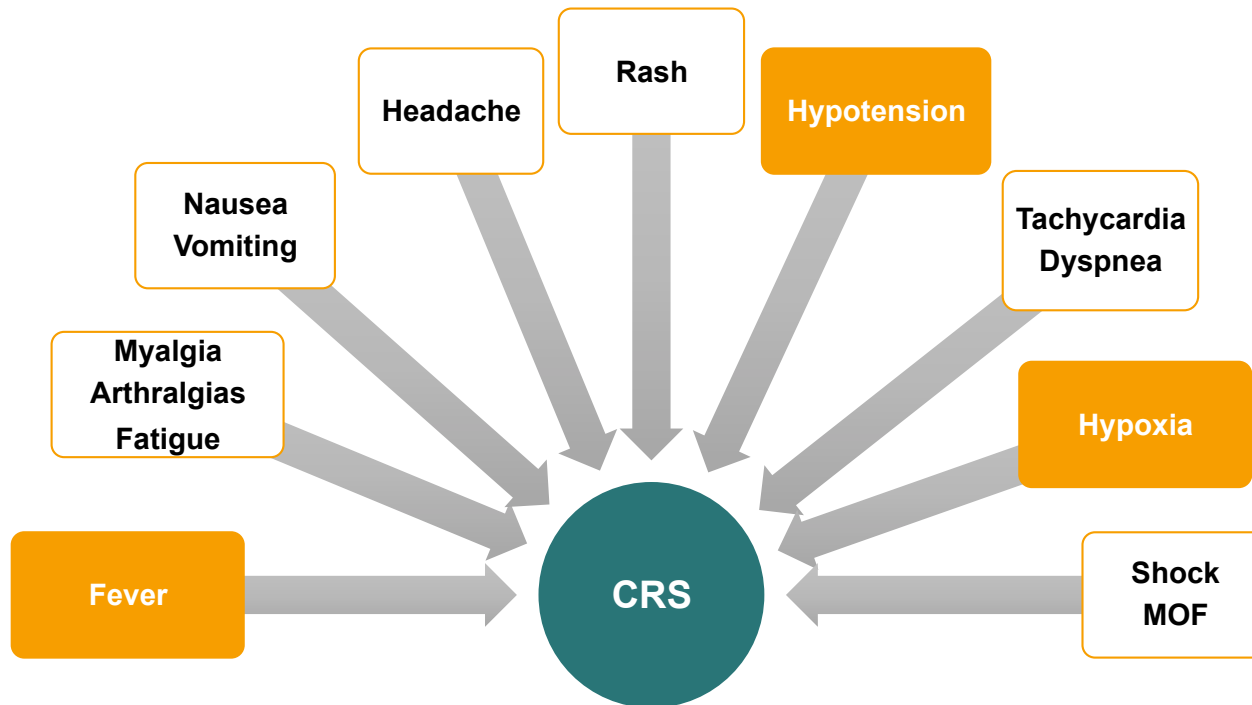 Rash
Headache
Hypotension
Nausea
Vomiting
Tachycardia
Dyspnea
Myalgia
Arthralgias
Fatigue
Hypoxia
Fever
CRS
Shock
MOF